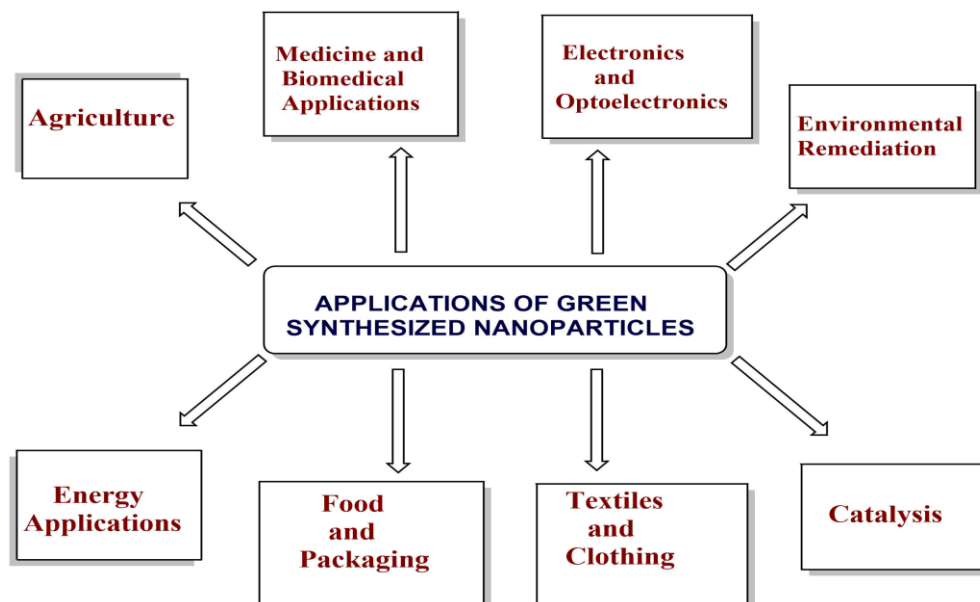 Agriculture
Medicine and
Biomedical
Applications
Electronics
and
Optoelectronics
Environmental
Remediation
APPLICATIONS OF GREEN
SYNTHESIZED NANOPARTICLES
Energy
Applications
Food
and
Packaging
Textiles
and
Clothing
Catalysis